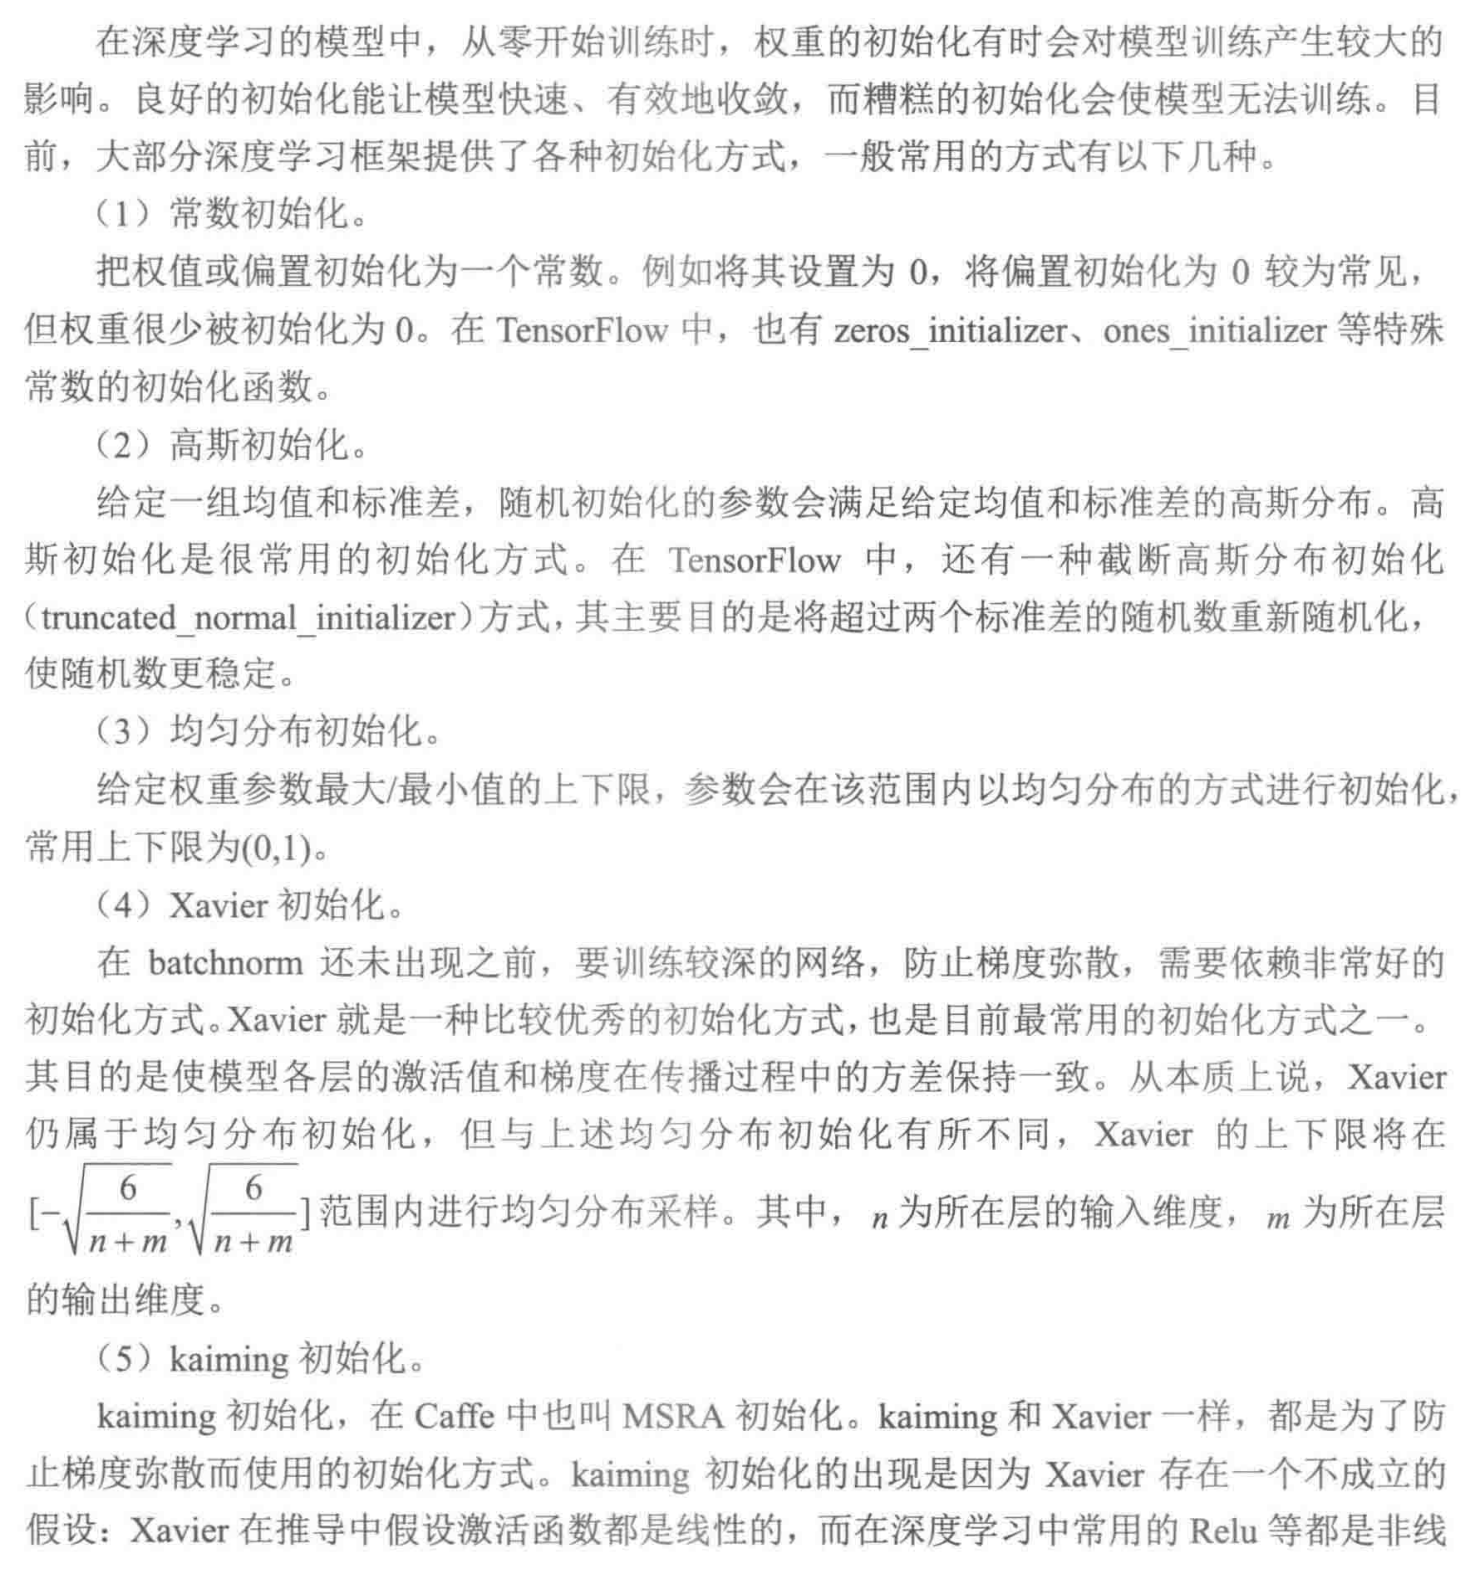 在深度学习的模型中，从零开始训练时，权重的初始化有时会对模型训练产生较大的
影响。良好的初始化能让模型快速、有效地收敛，而糟糕的初始化会使模型无法训练。目
前，大部分深度学习框架提供了各种初始化方式，一般常用的方式有以下几种。
（1）常数初始化。
把权值或偏置初始化为一个常数。例如将其设置为 0，将偏置初始化为 0 较为常见，
但权重很少被初始化为 0。在 TensorFlow 中，也有 zeros_initializer、ones_initializer 等特殊
常数的初始化函数。
（2）高斯初始化。
给定一组均值和标准差，随机初始化的参数会满足给定均值和标准差的高斯分布。高
斯初始化是很常用的初始化方式。在 TensorFlow 中，还有一种截断高斯分布初始化
（truncated_normal_initializer）方式，其主要目的是将超过两个标准差的随机数重新随机化，
使随机数更稳定。
（3）均匀分布初始化。
给定权重参数最大/最小值的上下限，参数会在该范围内以均匀分布的方式进行初始化，
常用上下限为(0,1)。
（4）Xavier 初始化。
在 batchnorm 还未出现之前，要训练较深的网络，防止梯度弥散，需要依赖非常好的
初始化方式。Xavier 就是一种比较优秀的初始化方式，也是目前最常用的初始化方式之一。
其目的是使模型各层的激活值和梯度在传播过程中的方差保持一致。从本质上说，Xavier
仍属于均匀分布初始化，但与上述均匀分布初始化有所不同，Xavier 的上下限将在
[-√(6/(n+m)),√(6/(n+m))] 范围内进行均匀分布采样。其中，n 为所在层的输入维度，m 为所在层
的输出维度。
（5）kaiming 初始化。
kaiming 初始化，在 Caffe 中也叫 MSRA 初始化。kaiming 和 Xavier 一样，都是为了防
止梯度弥散而使用的初始化方式。kaiming 初始化的出现是因为 Xavier 存在一个不成立的
假设：Xavier 在推导中假设激活函数都是线性的，而在深度学习中常用的 Relu 等都是非线